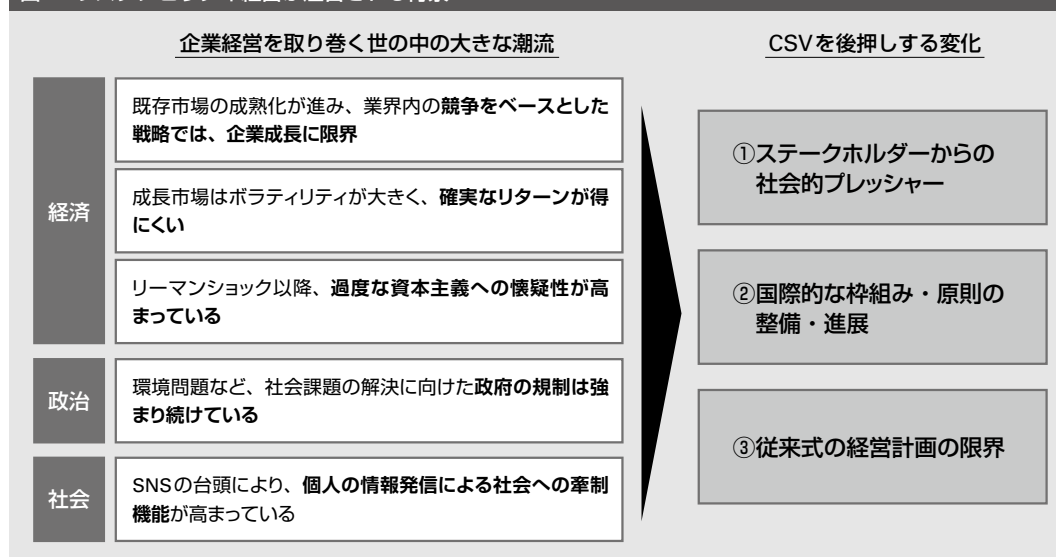 企業経営を取り巻く世の中の大きな潮流
CSVを後押しする変化
経済
既存市場の成熟化が進み、業界内の競争をベースとした
戦略では、企業成長に限界
成長市場はボラティリティが大きく、確実なリターンが得
にくい
リーマンショック以降、過度な資本主義への懐疑性が高
まっている
政治
環境問題など、社会課題の解決に向けた政府の規制は強
まり続けている
社会
SNSの台頭により、個人の情報発信による社会への牽制
機能が高まっている
①ステークホルダーからの
社会的プレッシャー
②国際的な枠組み・原則の
整備・進展
③従来式の経営計画の限界